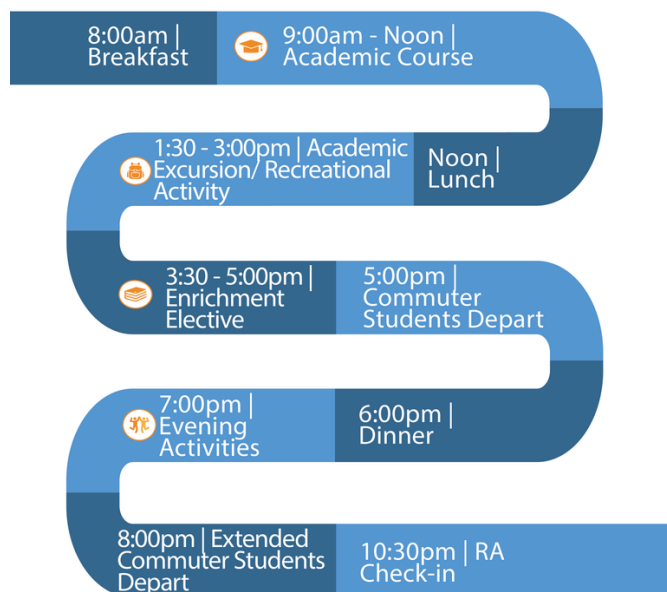 8:00am |
Breakfast
9:00am - Noon |
Academic Course
Noon |
Lunch
1:30 - 3:00pm | Academic
Excursion/ Recreational
Activity
3:30 - 5:00pm |
Enrichment
Elective
5:00pm |
Commuter
Students Depart
6:00pm |
Dinner
7:00pm |
Evening
Activities
8:00pm | Extended
Commuter Students
Depart
10:30pm | RA
Check-in